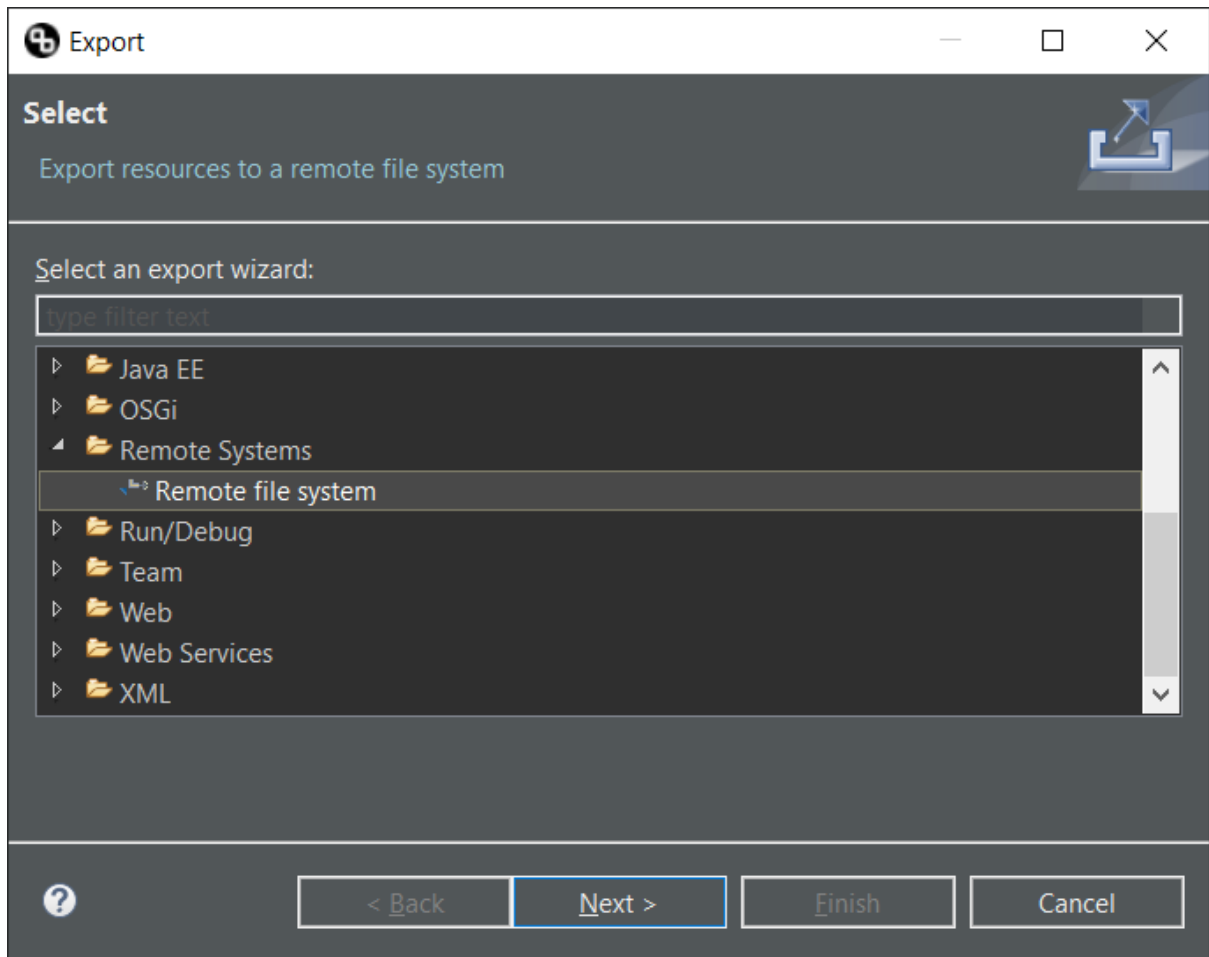 Export
Select
Export resources to a remote file system
Select an export wizard:
type filter text
Java EE
OSGi
Remote Systems
Remote file system
Run/Debug
Team
Web
Web Services
XML
< Back Next > Finish Cancel